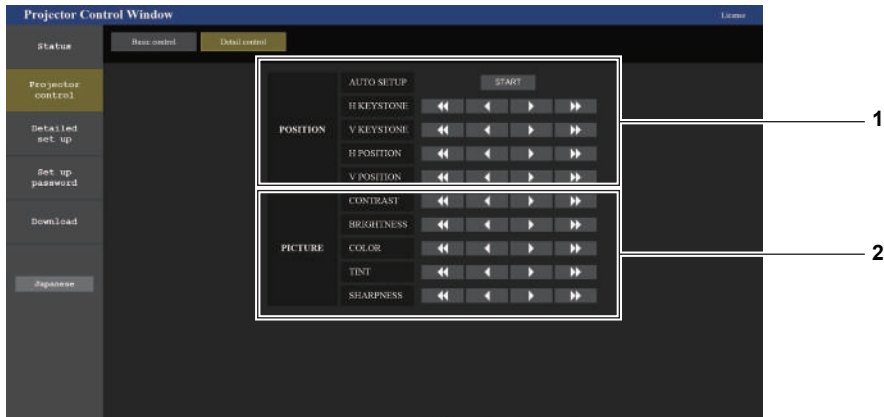 Projector Control Window
License
Status
Basic control
Detail control
Projector
control
Detailed
set up
Set up
password
Download
Japanese
POSITION
AUTO SETUP
START
H KEYSTONE
V KEYSTONE
H POSITION
V POSITION
1
PICTURE
CONTRAST
BRIGHTNESS
COLOR
TINT
SHARPNESS
2